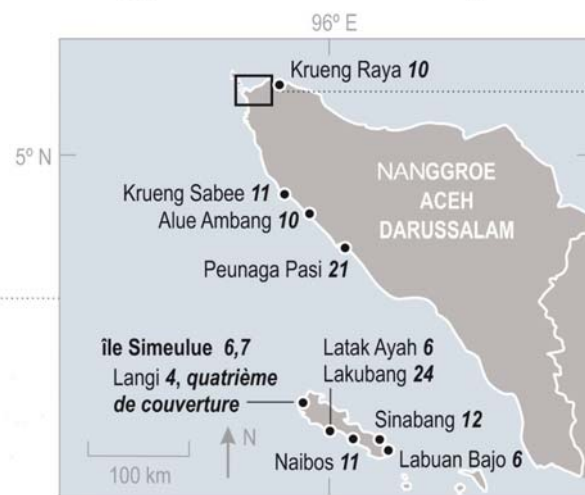 96° E
Krueng Raya 10
5° N
NANGGROE
ACEH
DARUSSALAM
Krueng Sabee 11
Alue Ambang 10
Peunaga Pasi 21
île Simeulue 6,7
Langi 4, quatrième
de couverture
Latak Ayah 6
Lakubang 24
Sinabang 12
Naibos 11
Labuan Bajo 6
N
100 km